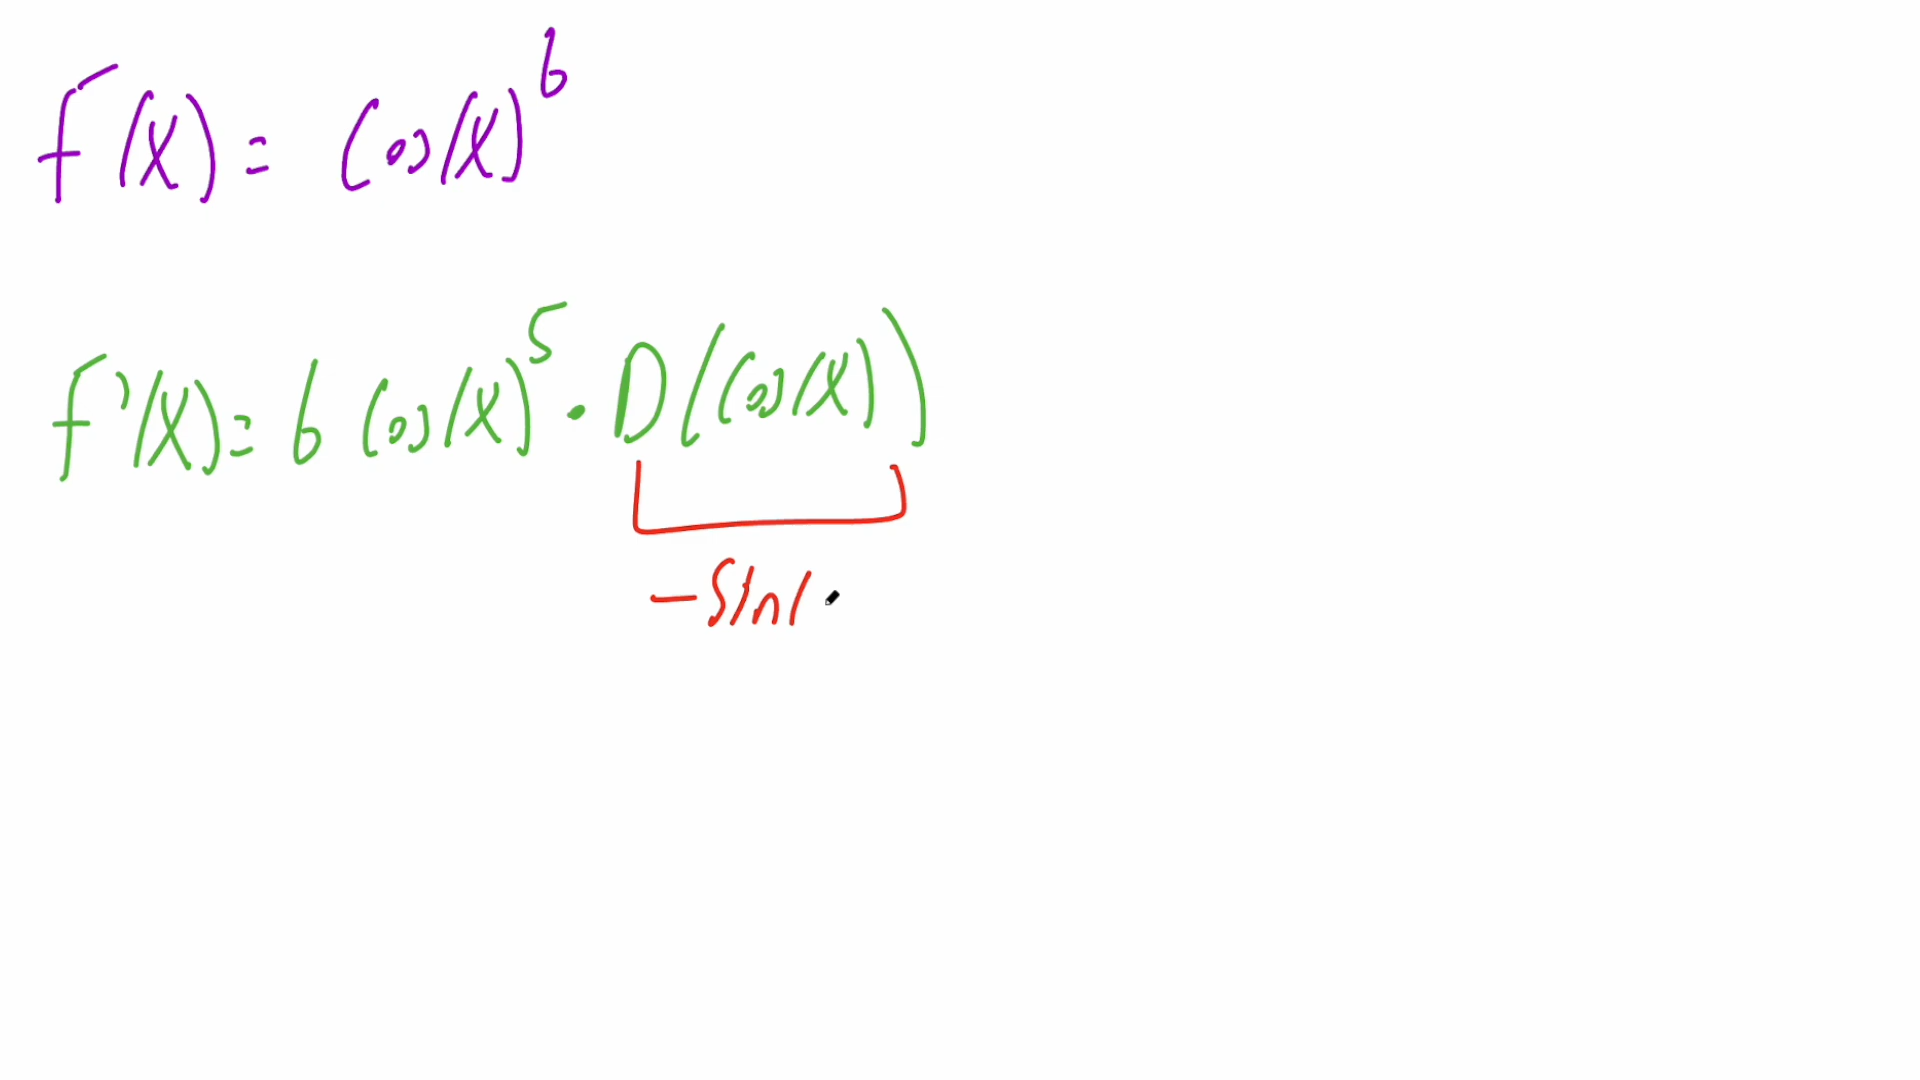 f(x) = cos(x)^6
f'(x) = 6 cos(x)^5 · D(cos(x))
-sin(